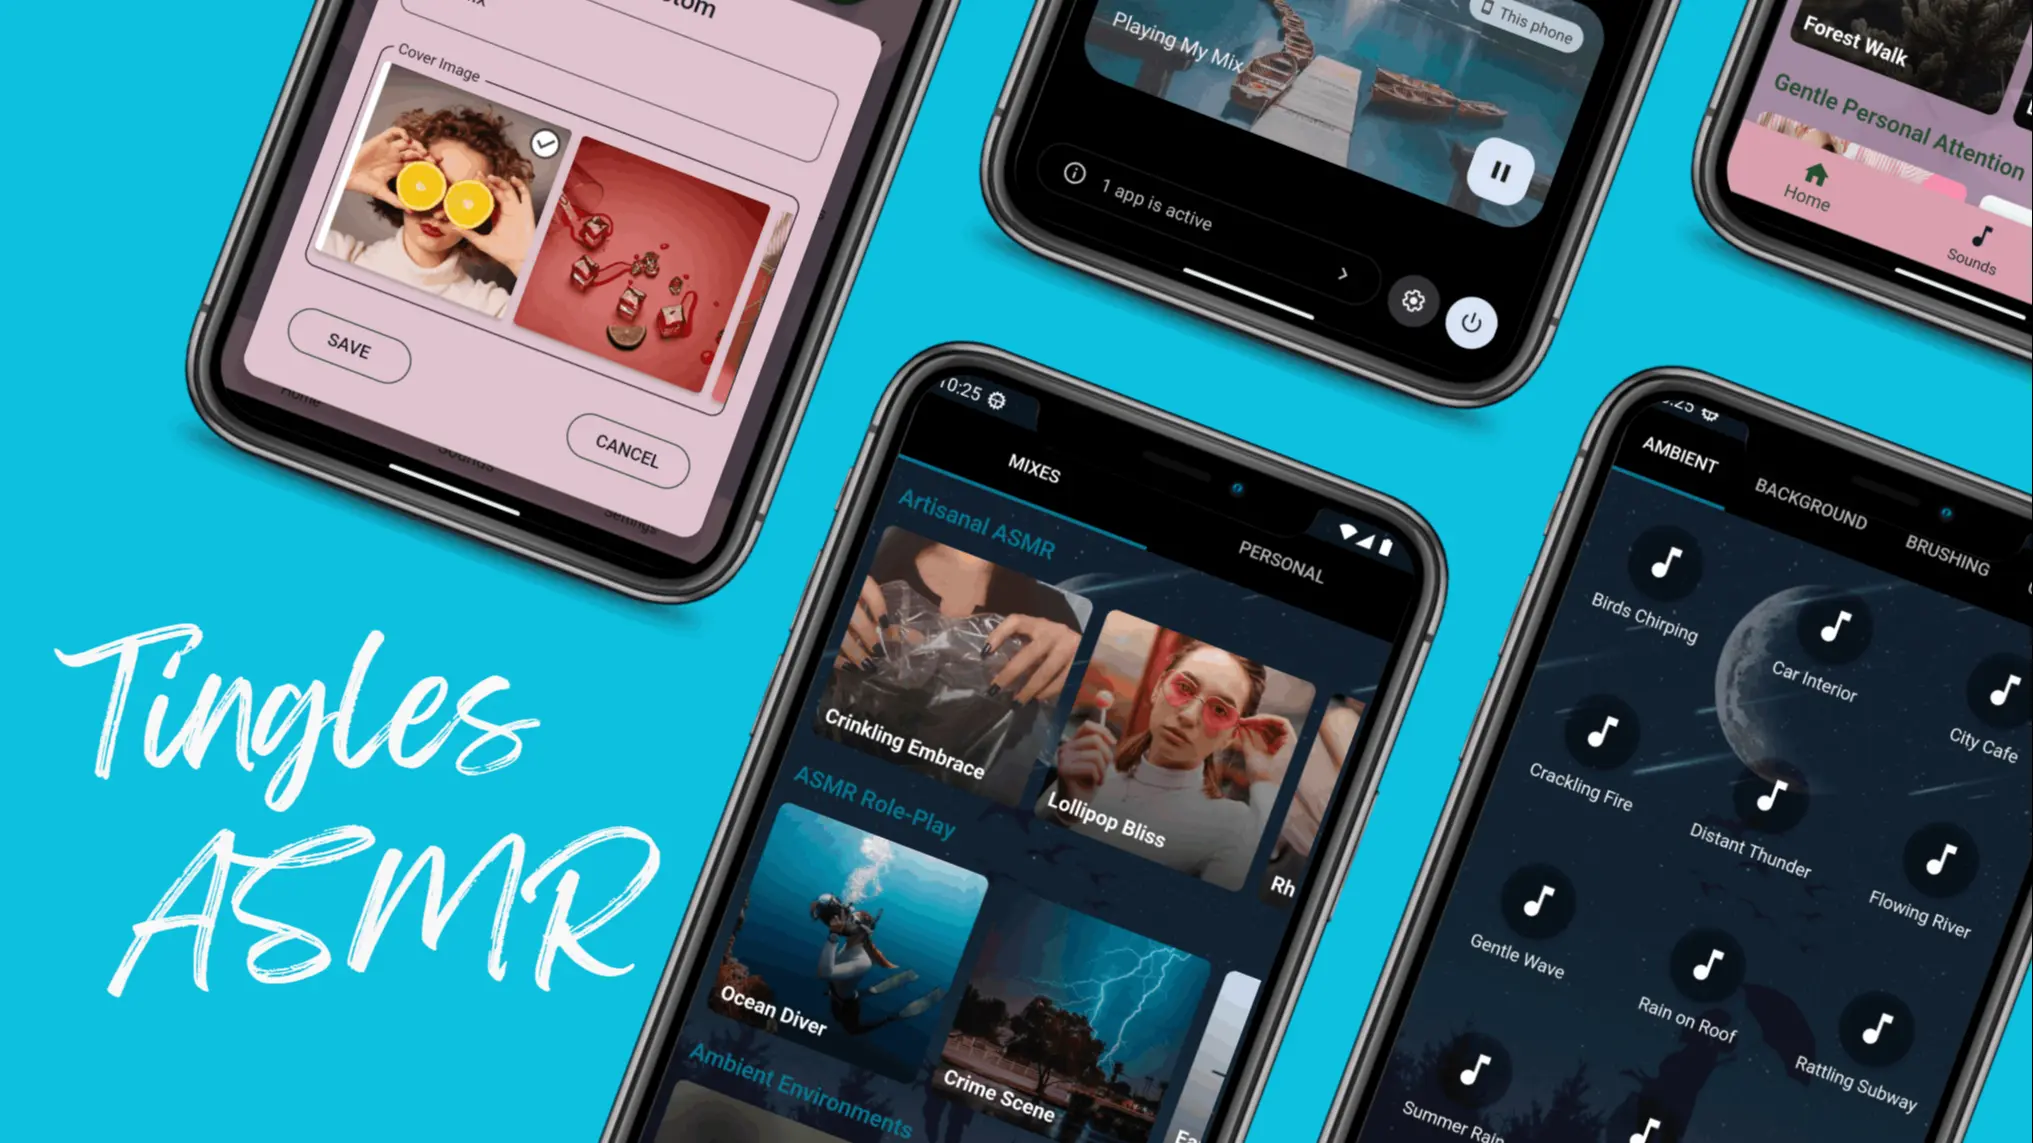 Cover Image
SAVE
CANCEL
Home
Sounds
Settings
Playing My Mix
This phone
1 app is active
Forest Walk
Gentle Personal Attention
Home
Sounds
Tingles
ASMR
10:25
MIXES
PERSONAL
Artisanal ASMR
Crinkling Embrace
Lollipop Bliss
Rh
ASMR Role-Play
Ocean Diver
Crime Scene
Ambient Environments
:25
AMBIENT
BACKGROUND
BRUSHING
Birds Chirping
Car Interior
City Cafe
Crackling Fire
Distant Thunder
Flowing River
Gentle Wave
Rain on Roof
Rattling Subway
Summer Rain